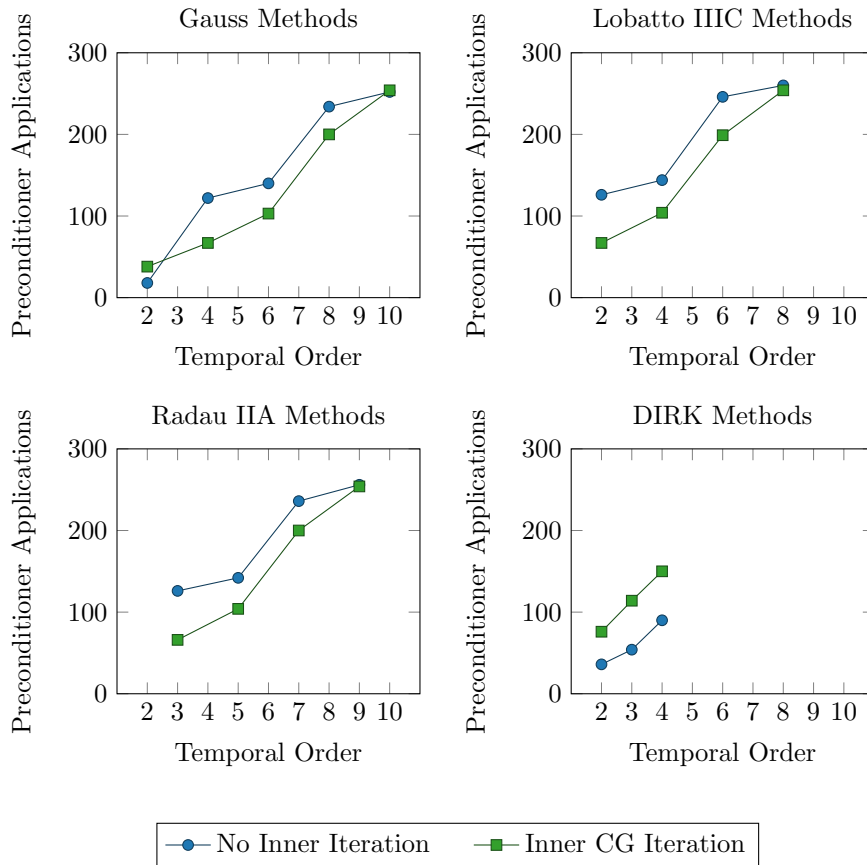 Gauss Methods
Preconditioner Applications
300
200
100
0
2 3 4 5 6 7 8 9 10
Temporal Order
Lobatto IIIC Methods
Preconditioner Applications
300
200
100
0
2 3 4 5 6 7 8 9 10
Temporal Order
Radau IIA Methods
Preconditioner Applications
300
200
100
0
2 3 4 5 6 7 8 9 10
Temporal Order
DIRK Methods
Preconditioner Applications
300
200
100
0
2 3 4 5 6 7 8 9 10
Temporal Order
No Inner Iteration
Inner CG Iteration